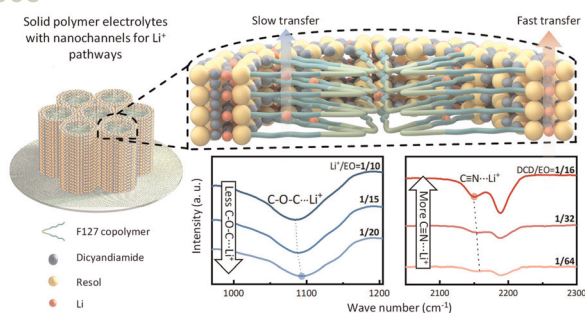 Solid polymer electrolytes
with nanochannels for Li⁺
pathways
Slow transfer
Fast transfer
F127 copolymer
Dicyandiamide
Resol
Li
Intensity (a. u.)
Less C-O-C···Li⁺
Li⁺/EO=1/10
C-O-C···Li⁺
1/15
1/20
1000
1100
1200
More C≡N···Li⁺
DCD/EO=1/16
C≡N···Li⁺
1/32
1/64
2100
2200
2300
Wave number (cm⁻¹)